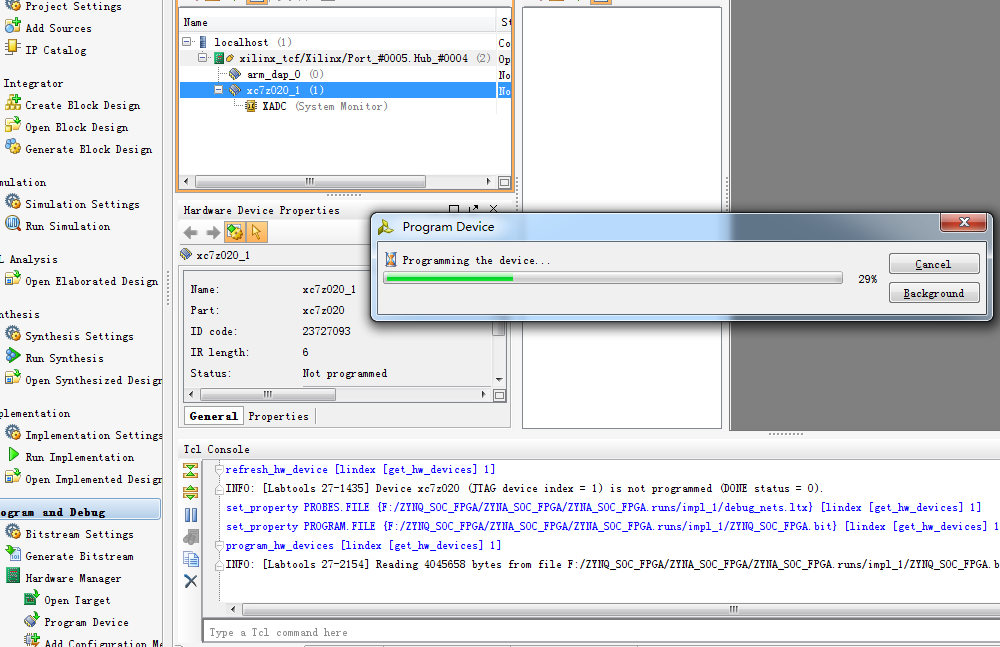 Project Settings
Add Sources
IP Catalog
Integrator
Create Block Design
Open Block Design
Generate Block Design
mulation
Simulation Settings
Run Simulation
L Analysis
Open Elaborated Design
nthesis
Synthesis Settings
Run Synthesis
Open Synthesized Design
plementation
Implementation Settings
Run Implementation
Open Implemented Design
ogram and Debug
Bitstream Settings
Generate Bitstream
Hardware Manager
Open Target
Program Device
Add Configuration Me
Name St
localhost (1) Co
xilinx_tcf/Xilinx/Port_#0005.Hub_#0004 (2) Op
arm_dap_0 (0) No
xc7z020_1 (1) No
XADC (System Monitor)
Hardware Device Properties
xc7z020_1
Name: xc7z020_1
Part: xc7z020
ID code: 23727093
IR length: 6
Status: Not programmed
General Properties
Program Device
Programming the device...
29%
Cancel
Background
Tcl Console
refresh_hw_device [lindex [get_hw_devices] 1]
INFO: [Labtools 27-1435] Device xc7z020 (JTAG device index = 1) is not programmed (DONE status = 0).
set_property PROBES.FILE {F:/ZYNQ_SOC_FPGA/ZYNA_SOC_FPGA/ZYNA_SOC_FPGA.runs/impl_1/debug_nets.ltx} [lindex [get_hw_devices] 1]
set_property PROGRAM.FILE {F:/ZYNQ_SOC_FPGA/ZYNA_SOC_FPGA/ZYNA_SOC_FPGA.runs/impl_1/ZYNQ_SOC_FPGA.bit} [lindex [get_hw_devices] 1
program_hw_devices [lindex [get_hw_devices] 1]
INFO: [Labtools 27-2154] Reading 4045658 bytes from file F:/ZYNQ_SOC_FPGA/ZYNA_SOC_FPGA/ZYNA_SOC_FPGA.runs/impl_1/ZYNQ_SOC_FPGA.b
Type a Tcl command here